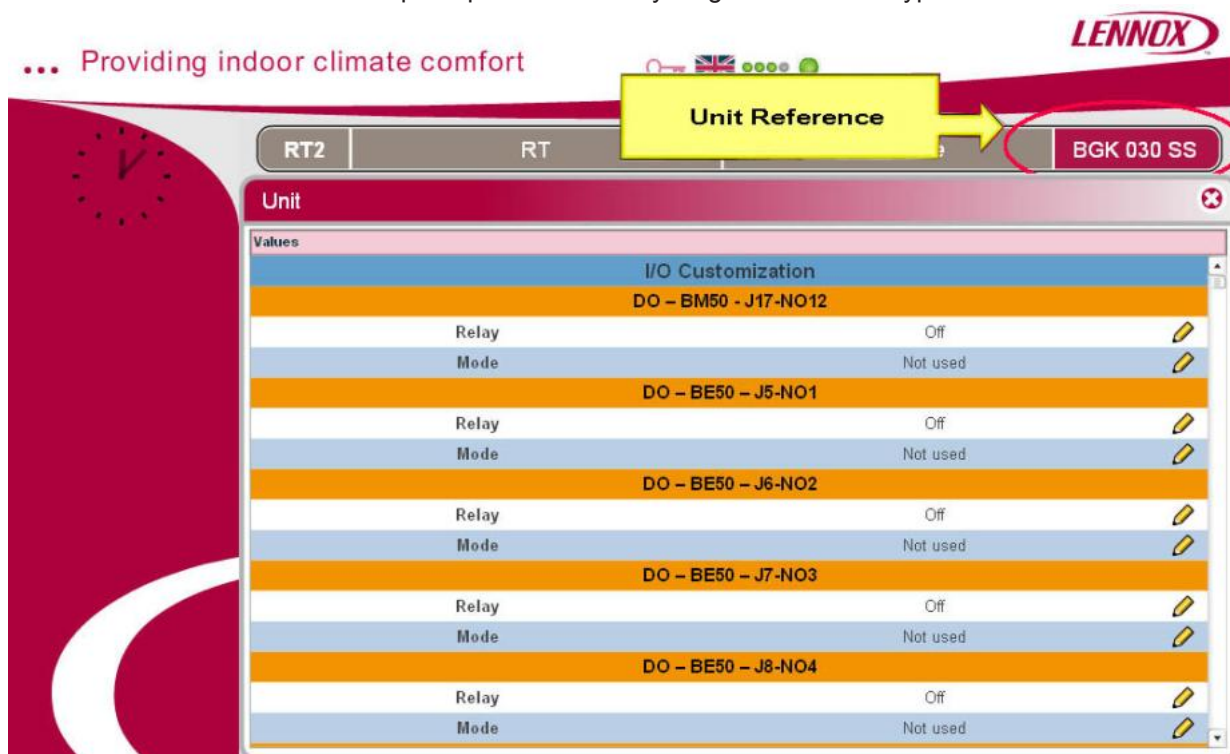 LENNOX
... Providing indoor climate comfort
Unit Reference
RT2 RT BGK 030 SS
Unit
Values
I/O Customization
DO – BM50 - J17-NO12
Relay Off
Mode Not used
DO – BE50 – J5-NO1
Relay Off
Mode Not used
DO – BE50 – J6-NO2
Relay Off
Mode Not used
DO – BE50 – J7-NO3
Relay Off
Mode Not used
DO – BE50 – J8-NO4
Relay Off
Mode Not used